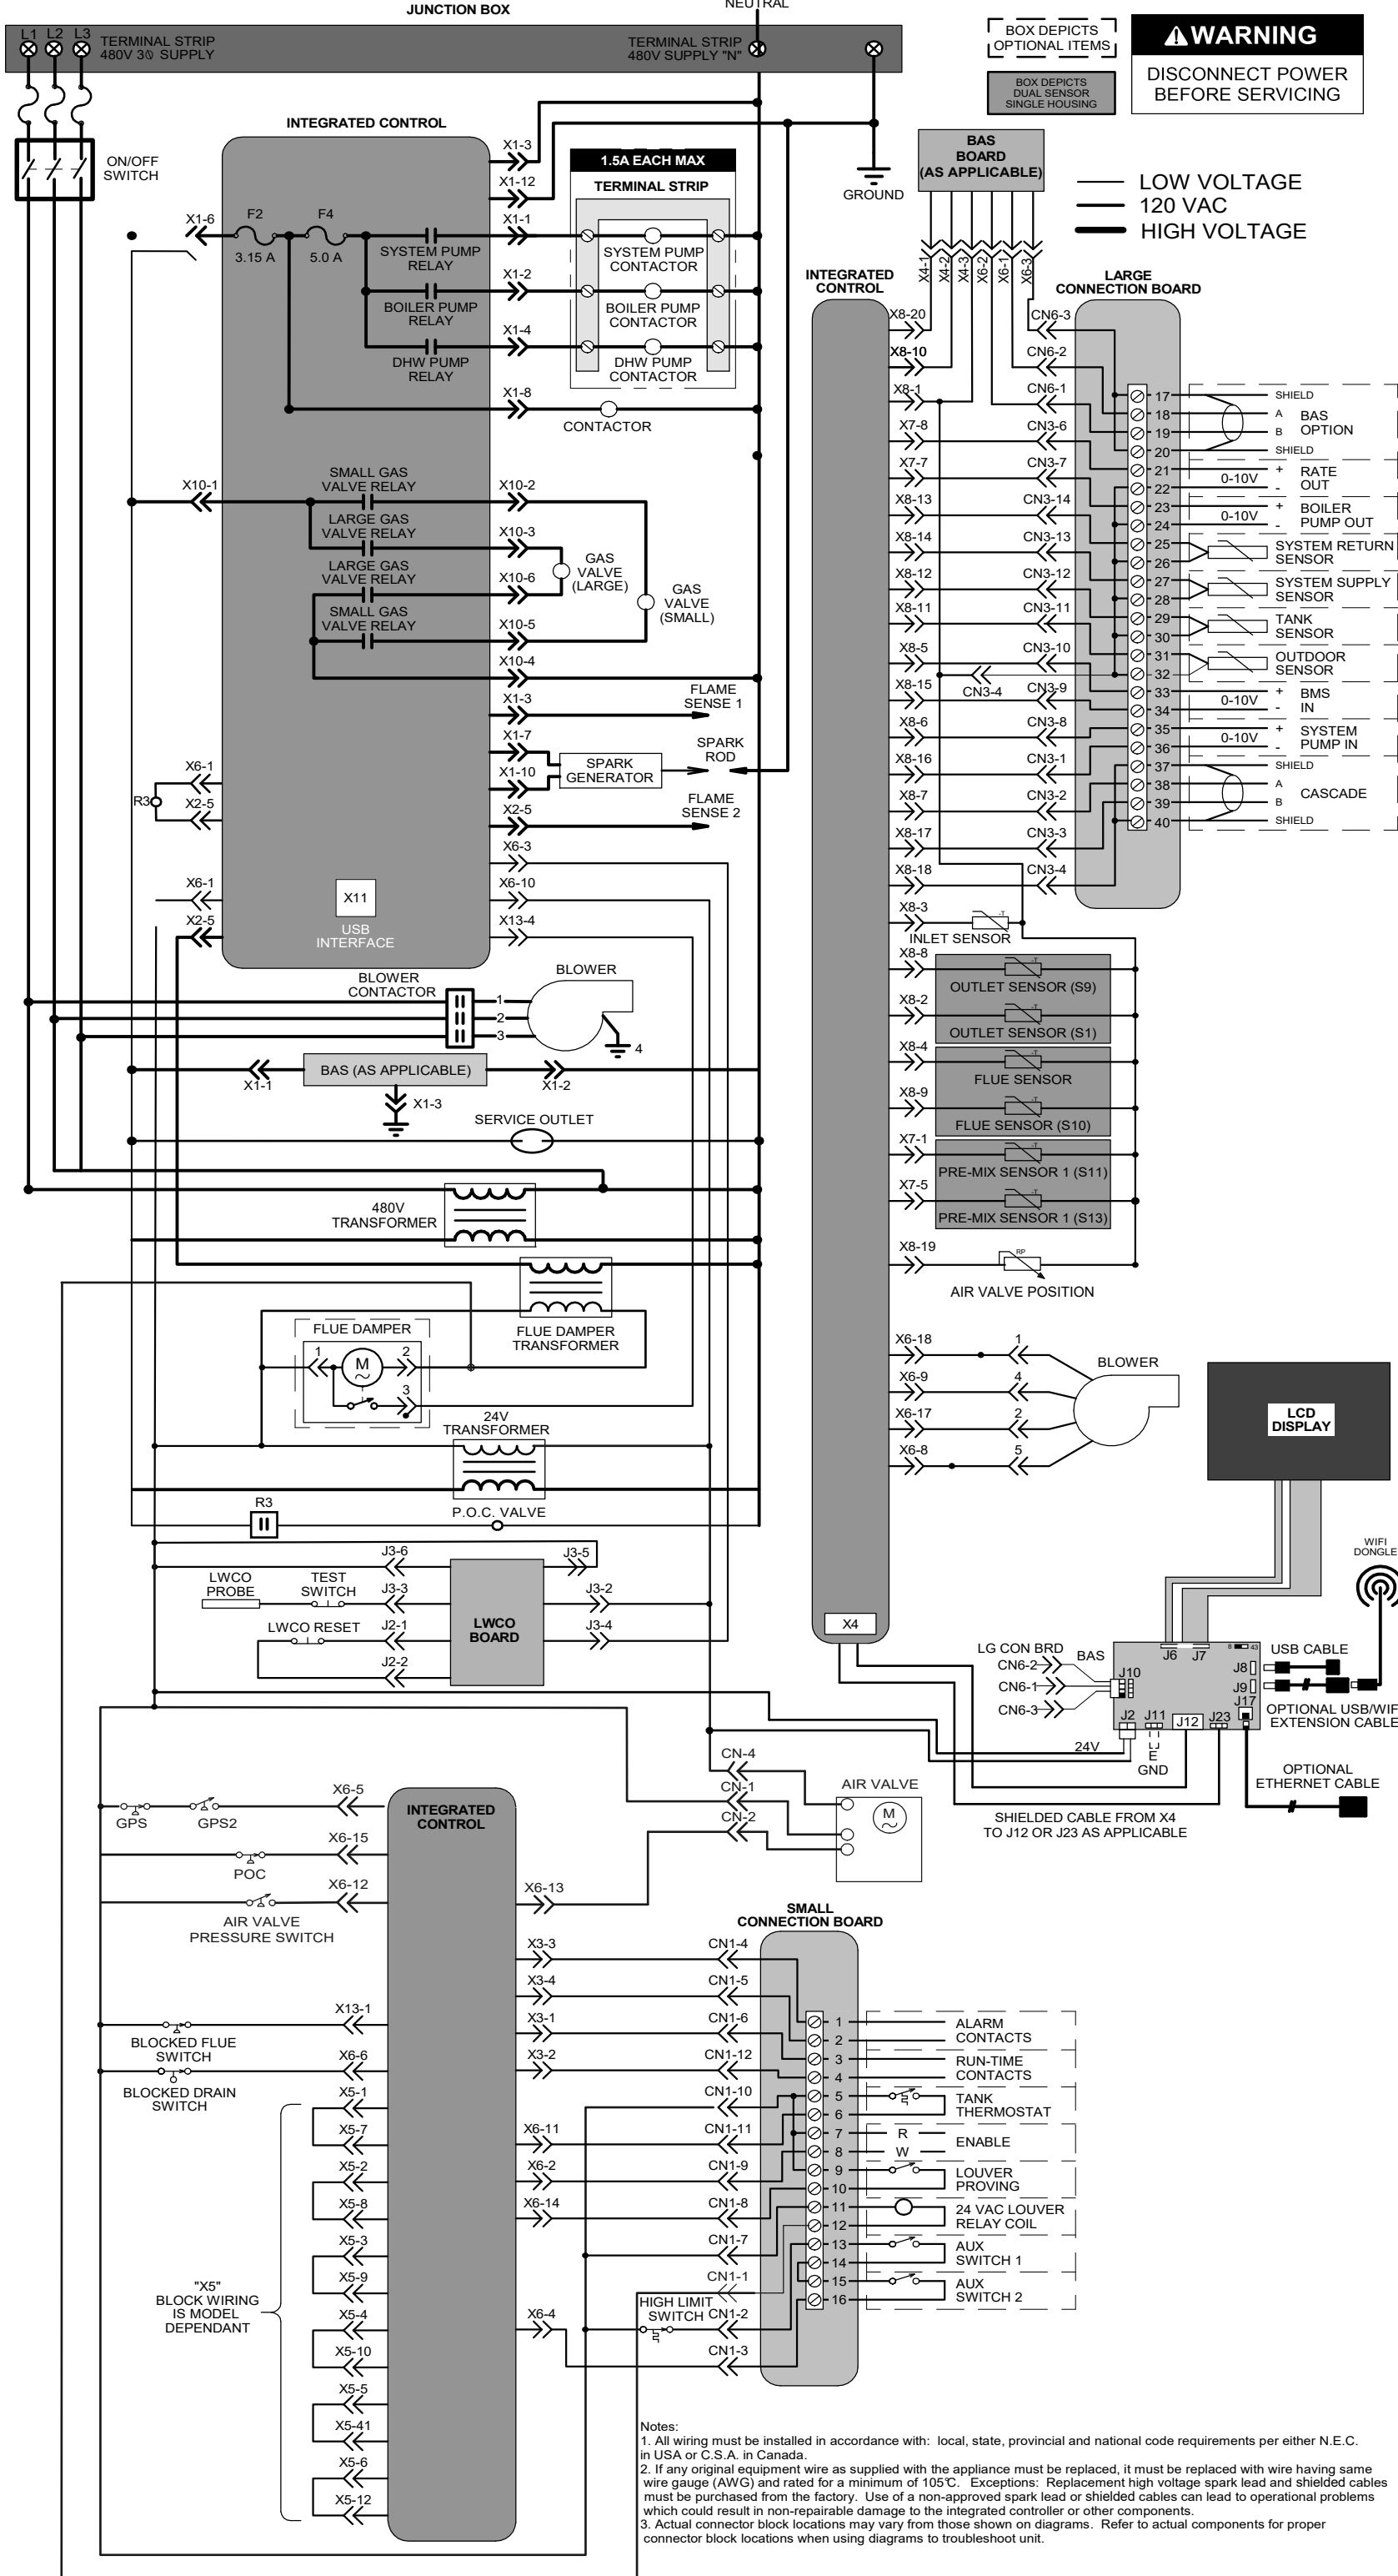 JUNCTION BOX
NEUTRAL
L1 L2 L3
TERMINAL STRIP
480V 3Ø SUPPLY
TERMINAL STRIP
480V SUPPLY "N"
BOX DEPICTS
OPTIONAL ITEMS
BOX DEPICTS
DUAL SENSOR
SINGLE HOUSING
WARNING
DISCONNECT POWER
BEFORE SERVICING
LOW VOLTAGE
120 VAC
HIGH VOLTAGE
ON/OFF
SWITCH
INTEGRATED CONTROL
X1-3
X1-12
X1-6
F2
3.15 A
F4
5.0 A
X1-1
SYSTEM PUMP
RELAY
X1-2
BOILER PUMP
RELAY
X1-4
DHW PUMP
RELAY
X1-8
CONTACTOR
1.5A EACH MAX
TERMINAL STRIP
SYSTEM PUMP
CONTACTOR
BOILER PUMP
CONTACTOR
DHW PUMP
CONTACTOR
GROUND
X10-1
SMALL GAS
VALVE RELAY
X10-2
LARGE GAS
VALVE RELAY
X10-3
LARGE GAS
VALVE RELAY
X10-6
SMALL GAS
VALVE RELAY
X10-5
X10-4
GAS
VALVE
(LARGE)
GAS
VALVE
(SMALL)
X1-3
FLAME
SENSE 1
X1-7
X1-10
SPARK
GENERATOR
SPARK
ROD
X2-5
FLAME
SENSE 2
X6-1
R3
X2-5
X6-3
X6-1
X6-10
X2-5
X13-4
X11
USB
INTERFACE
BLOWER
CONTACTOR
1
2
3
BLOWER
4
X1-1
BAS (AS APPLICABLE)
X1-2
X1-3
SERVICE OUTLET
480V
TRANSFORMER
FLUE DAMPER
TRANSFORMER
FLUE DAMPER
1
M
2
3
24V
TRANSFORMER
R3
P.O.C. VALVE
J3-6
J3-5
LWCO
PROBE
TEST
SWITCH
J3-3
J3-2
LWCO RESET
J2-1
J3-4
J2-2
LWCO
BOARD
BAS
BOARD
(AS APPLICABLE)
X4-1
X4-2
X4-3
X6-2
X6-1
X6-3
INTEGRATED
CONTROL
LARGE
CONNECTION BOARD
X8-20
CN6-3
X8-10
CN6-2
X8-1
CN6-1
X7-8
CN3-6
X7-7
CN3-7
X8-13
CN3-14
X8-14
CN3-13
X8-12
CN3-12
X8-11
CN3-11
X8-5
CN3-10
CN3-4
X8-15
CN3-9
X8-6
CN3-8
X8-16
CN3-1
X8-7
CN3-2
X8-17
CN3-3
X8-18
CN3-4
17 SHIELD
18 A BAS
19 B OPTION
20 SHIELD
21 + RATE
22 - OUT
0-10V
23 + BOILER
24 - PUMP OUT
0-10V
25 SYSTEM RETURN
26 SENSOR
27 SYSTEM SUPPLY
28 SENSOR
29 TANK
30 SENSOR
31 OUTDOOR
32 SENSOR
33 + BMS
34 - IN
0-10V
35 + SYSTEM
36 - PUMP IN
0-10V
37 SHIELD
38 A
39 B
CASCADE
40 SHIELD
X8-3
-T
INLET SENSOR
X8-8
-T
OUTLET SENSOR (S9)
X8-2
-T
OUTLET SENSOR (S1)
X8-4
-T
FLUE SENSOR
X8-9
-T
FLUE SENSOR (S10)
X7-1
-T
PRE-MIX SENSOR 1 (S11)
X7-5
-T
PRE-MIX SENSOR 1 (S13)
X8-19
RP
AIR VALVE POSITION
X6-18 1
X6-9 4
X6-17 2
X6-8 5
BLOWER
LCD
DISPLAY
X4
WIFI
DONGLE
LG CON BRD
BAS
CN6-2
CN6-1
CN6-3
J10
J6 J7
8 43
J8
J9
J17
J2
J11
J12
J23
USB CABLE
OPTIONAL USB/WIFI
EXTENSION CABLE
24V
E
GND
OPTIONAL
ETHERNET CABLE
SHIELDED CABLE FROM X4
TO J12 OR J23 AS APPLICABLE
CN-4
CN-1
CN-2
AIR VALVE
M
X6-5
GPS
GPS2
INTEGRATED
CONTROL
X6-15
POC
X6-12
AIR VALVE
PRESSURE SWITCH
X6-13
SMALL
CONNECTION BOARD
X3-3
CN1-4
X3-4
CN1-5
X13-1
X3-1
CN1-6
BLOCKED FLUE
SWITCH
X6-6
X3-2
CN1-12
BLOCKED DRAIN
SWITCH
X5-1
CN1-10
X5-7
X6-11
CN1-11
X5-2
X6-2
CN1-9
X5-8
X6-14
CN1-8
X5-3
CN1-7
X5-9
CN1-1
"X5"
BLOCK WIRING
IS MODEL
DEPENDANT
HIGH LIMIT
SWITCH
X5-4
X6-4
CN1-2
X5-10
CN1-3
X5-5
X5-41
X5-6
X5-12
1 ALARM
2 CONTACTS
3 RUN-TIME
4 CONTACTS
5 TANK
6 THERMOSTAT
7 R
8 W
ENABLE
9 LOUVER
10 PROVING
11 24 VAC LOUVER
12 RELAY COIL
13 AUX
14 SWITCH 1
15 AUX
16 SWITCH 2
Notes:
1. All wiring must be installed in accordance with: local, state, provincial and national code requirements per either N.E.C.
in USA or C.S.A. in Canada.
2. If any original equipment wire as supplied with the appliance must be replaced, it must be replaced with wire having same
wire gauge (AWG) and rated for a minimum of 105°C. Exceptions: Replacement high voltage spark lead and shielded cables
must be purchased from the factory. Use of a non-approved spark lead or shielded cables can lead to operational problems
which could result in non-repairable damage to the integrated controller or other components.
3. Actual connector block locations may vary from those shown on diagrams. Refer to actual components for proper
connector block locations when using diagrams to troubleshoot unit.